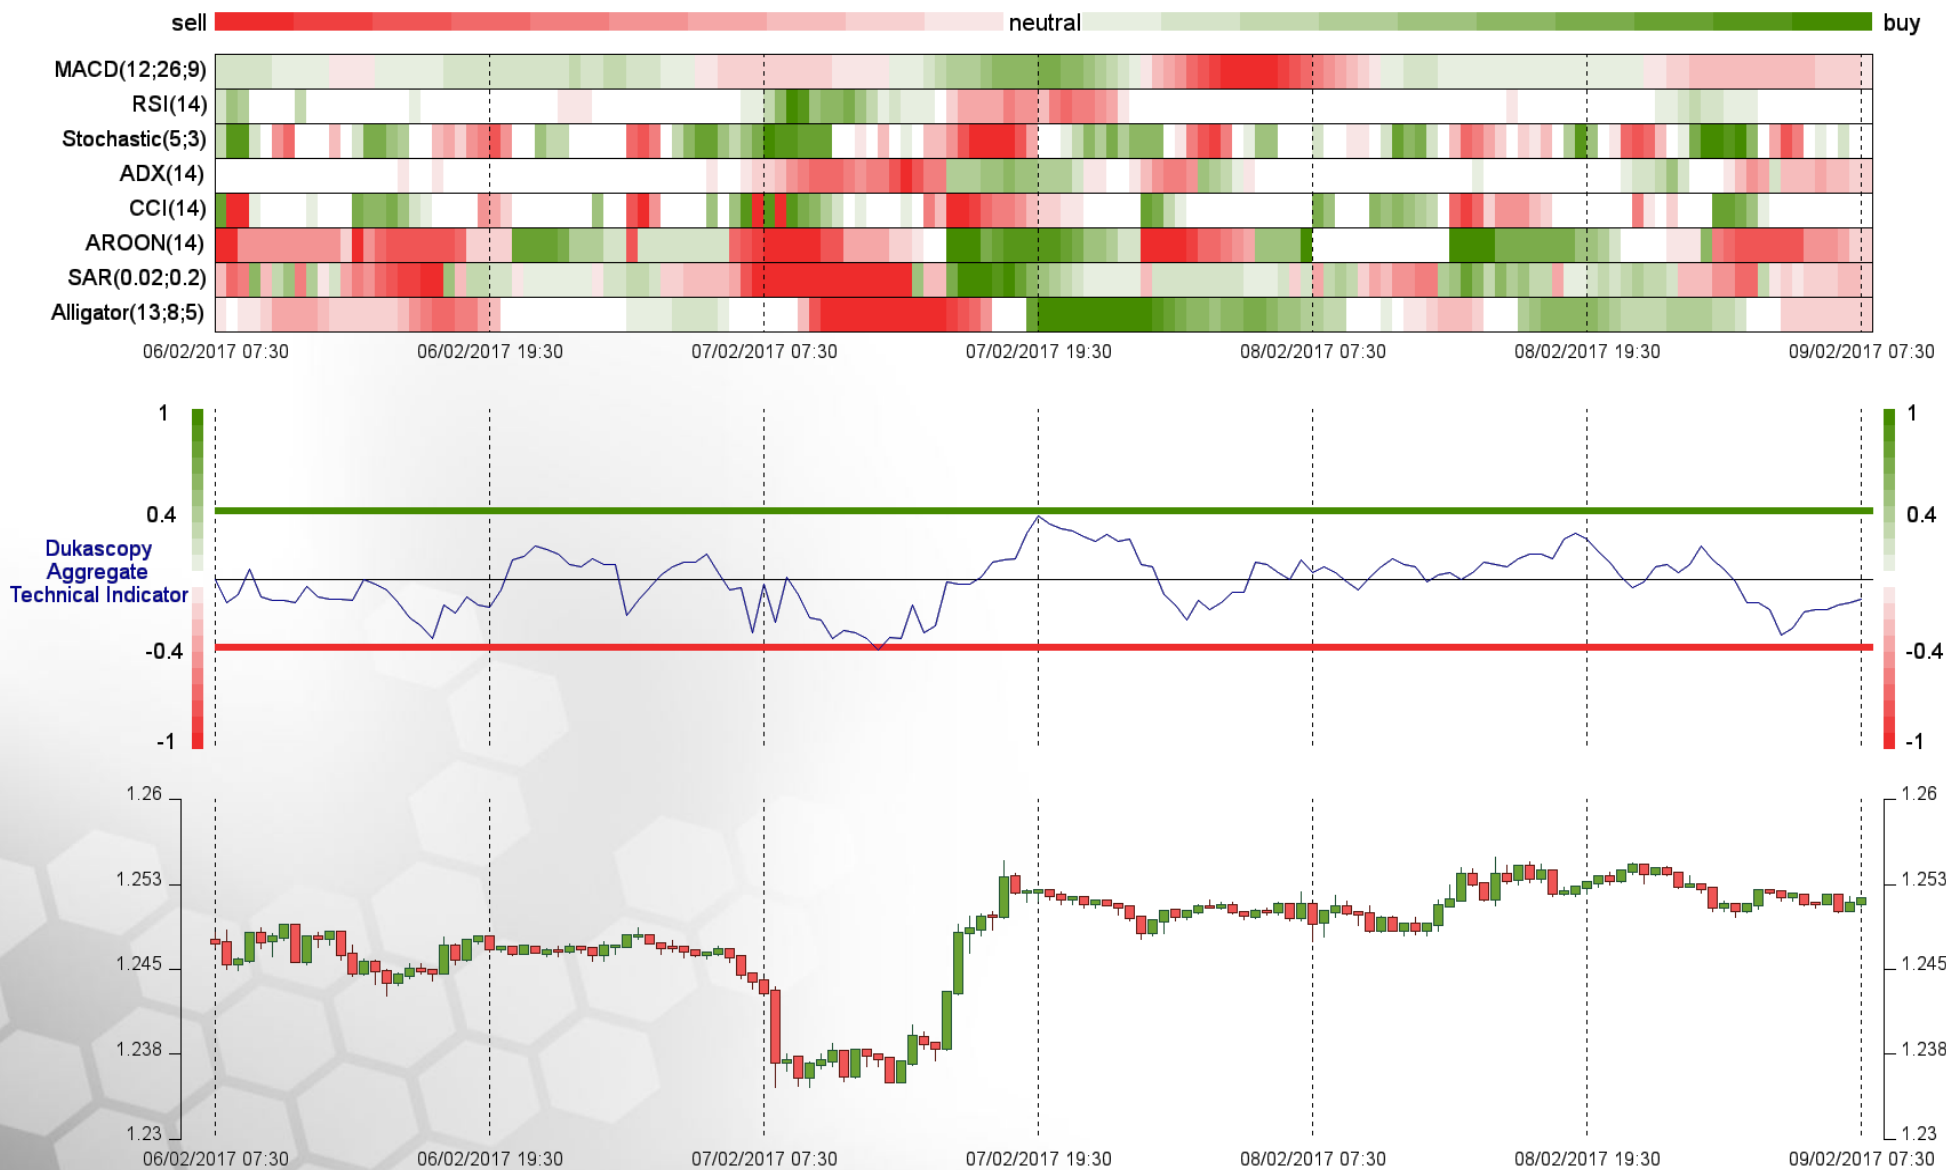 sell neutral buy
MACD(12;26;9)
RSI(14)
Stochastic(5;3)
ADX(14)
CCI(14)
AROON(14)
SAR(0.02;0.2)
Alligator(13;8;5)
06/02/2017 07:30 06/02/2017 19:30 07/02/2017 07:30 07/02/2017 19:30 08/02/2017 07:30 08/02/2017 19:30 09/02/2017 07:30
1 1
0.4 0.4
Dukascopy
Aggregate
Technical Indicator
-0.4 -0.4
-1 -1
1.26 1.26
1.253 1.253
1.245 1.245
1.238 1.238
1.23 1.23
06/02/2017 07:30 06/02/2017 19:30 07/02/2017 07:30 07/02/2017 19:30 08/02/2017 07:30 08/02/2017 19:30 09/02/2017 07:30